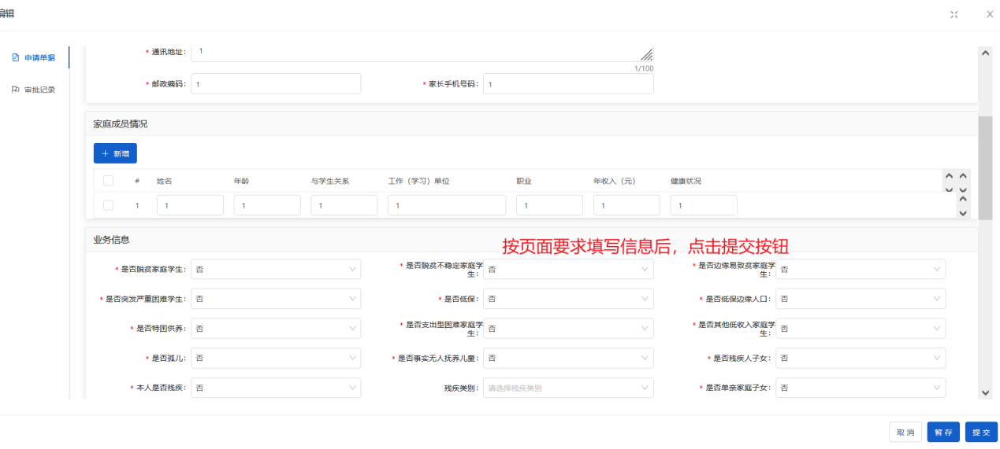 编辑
申请单据
审批记录
* 通讯地址： 1
1/100
* 邮政编码： 1 * 家长手机号码： 1
家庭成员情况
+ 新增
# 姓名 年龄 与学生关系 工作（学习）单位 职业 年收入（元） 健康状况
1 1 1 1 1 1 1 1
业务信息
按页面要求填写信息后，点击提交按钮
* 是否脱贫家庭学生： 否 * 是否脱贫不稳定家庭学生： 否 * 是否边缘易致贫家庭学生： 否
* 是否突发严重困难学生： 否 * 是否低保： 否 * 是否低保边缘人口： 否
* 是否特困供养： 否 * 是否支出型困难家庭学生： 否 * 是否其他低收入家庭学生： 否
* 是否孤儿： 否 * 是否事实无人抚养儿童： 否 * 是否残疾人子女： 否
* 本人是否残疾： 否 残疾类别： 请选择残疾类别 * 是否单亲家庭子女： 否
取消 暂存 提交